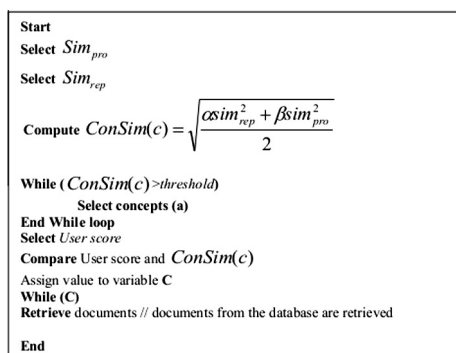 Start
Select Sim_pro
Select Sim_rep
Compute ConSim(c) = √((αsim²_rep + βsim²_pro)/2)
While (ConSim(c)>threshold)
Select concepts (a)
End While loop
Select User score
Compare User score and ConSim(c)
Assign value to variable C
While (C)
Retrieve documents // documents from the database are retrieved
End